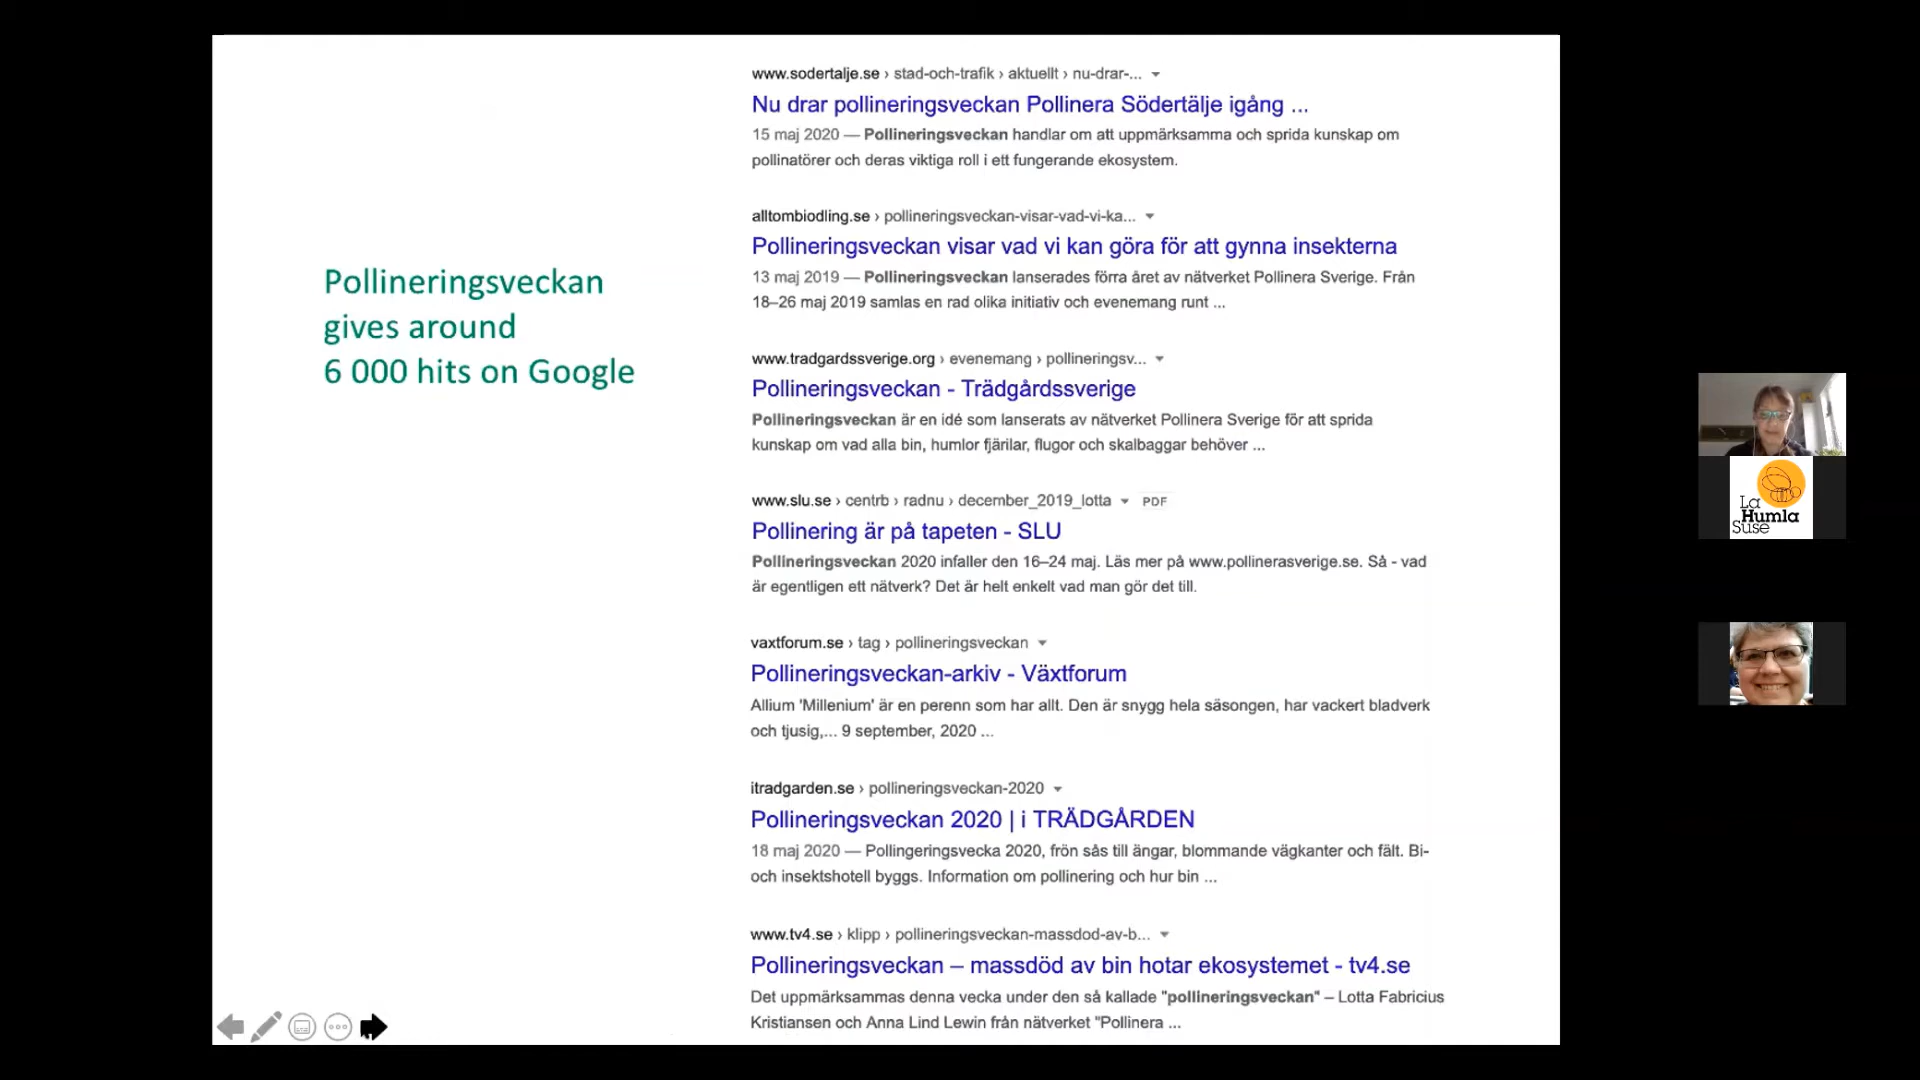 Pollineringsveckan
gives around
6 000 hits on Google
www.sodertalje.se › stad-och-trafik › aktuellt › nu-drar-...
Nu drar pollineringsveckan Pollinera Södertälje igång ...
15 maj 2020 — Pollineringsveckan handlar om att uppmärksamma och sprida kunskap om
pollinatörer och deras viktiga roll i ett fungerande ekosystem.
alltombiodling.se › pollineringsveckan-visar-vad-vi-ka...
Pollineringsveckan visar vad vi kan göra för att gynna insekterna
13 maj 2019 — Pollineringsveckan lanserades förra året av nätverket Pollinera Sverige. Från
18–26 maj 2019 samlas en rad olika initiativ och evenemang runt ...
www.tradgardssverige.org › evenemang › pollineringsv...
Pollineringsveckan - Trädgårdssverige
Pollineringsveckan är en idé som lanserats av nätverket Pollinera Sverige för att sprida
kunskap om vad alla bin, humlor fjärilar, flugor och skalbaggar behöver ...
www.slu.se › centrb › radnu › december_2019_lotta PDF
Pollinering är på tapeten - SLU
Pollineringsveckan 2020 infaller den 16–24 maj. Läs mer på www.pollinerasverige.se. Så - vad
är egentligen ett nätverk? Det är helt enkelt vad man gör det till.
vaxtforum.se › tag › pollineringsveckan
Pollineringsveckan-arkiv - Växtforum
Allium 'Millenium' är en perenn som har allt. Den är snygg hela säsongen, har vackert bladverk
och tjusig,... 9 september, 2020 ...
itradgarden.se › pollineringsveckan-2020
Pollineringsveckan 2020 | i TRÄDGÅRDEN
18 maj 2020 — Pollingeringsvecka 2020, frön sås till ängar, blommande vägkanter och fält. Bi-
och insektshotell byggs. Information om pollinering och hur bin ...
www.tv4.se › klipp › pollineringsveckan-massdod-av-b...
Pollineringsveckan – massdöd av bin hotar ekosystemet - tv4.se
Det uppmärksammas denna vecka under den så kallade "pollineringsveckan" – Lotta Fabricius
Kristiansen och Anna Lind Lewin från nätverket "Pollinera ...
La
Humla
Suse